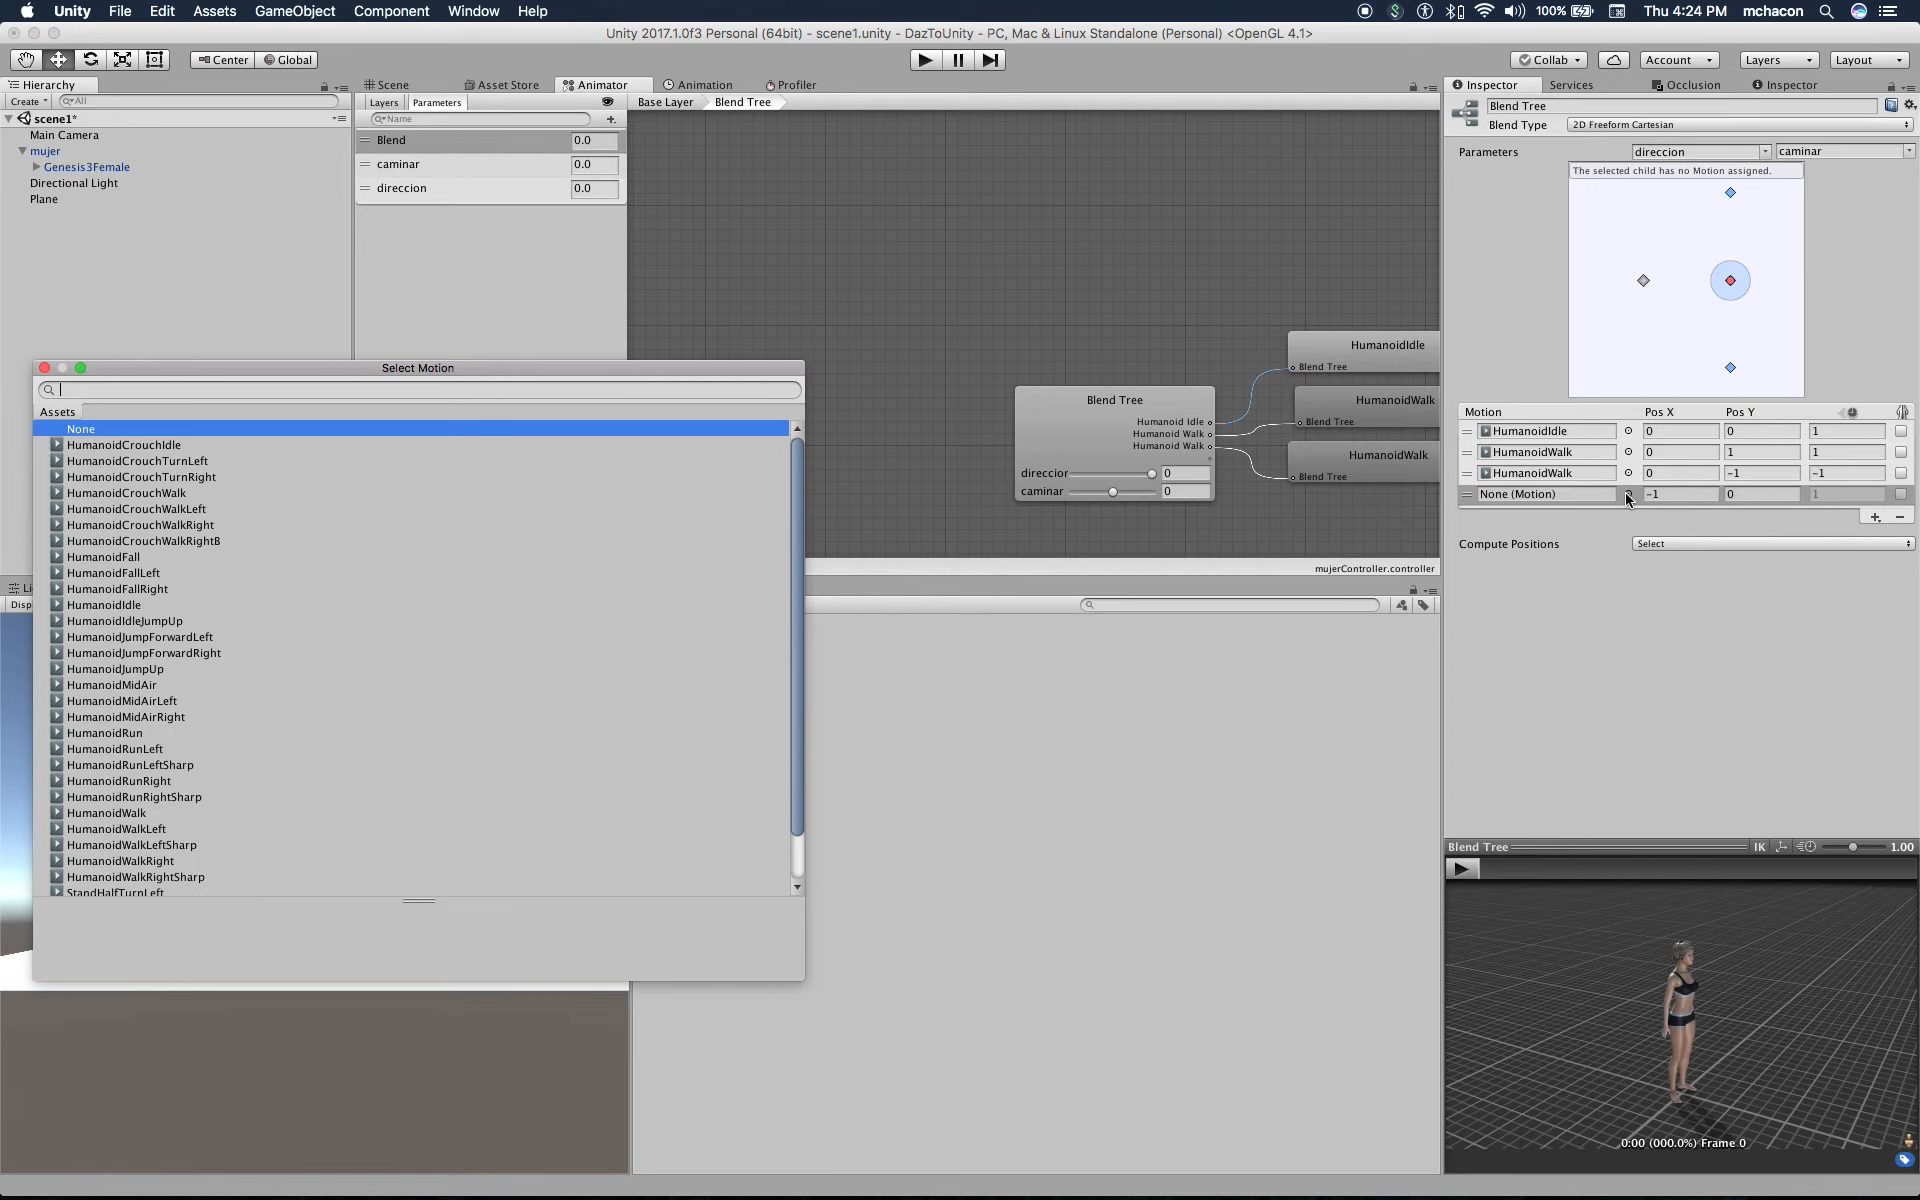 Unity File Edit Assets GameObject Component Window Help
100% Thu 4:24 PM mchacon
Unity 2017.1.0f3 Personal (64bit) - scene1.unity - DazToUnity - PC, Mac & Linux Standalone (Personal) <OpenGL 4.1>
Center Global
Collab Account Layers Layout
Hierarchy
Create All
scene1*
Main Camera
mujer
Genesis3Female
Directional Light
Plane
Scene Asset Store Animator Animation Profiler
Layers Parameters
Name
Blend 0.0
caminar 0.0
direccion 0.0
Base Layer Blend Tree
Blend Tree
Humanoid Idle
Humanoid Walk
Humanoid Walk
direccior 0
caminar 0
HumanoidIdle
Blend Tree
HumanoidWalk
Blend Tree
HumanoidWalk
Blend Tree
mujerController.controller
Select Motion
Assets
None
HumanoidCrouchIdle
HumanoidCrouchTurnLeft
HumanoidCrouchTurnRight
HumanoidCrouchWalk
HumanoidCrouchWalkLeft
HumanoidCrouchWalkRight
HumanoidCrouchWalkRightB
HumanoidFall
HumanoidFallLeft
HumanoidFallRight
HumanoidIdle
HumanoidIdleJumpUp
HumanoidJumpForwardLeft
HumanoidJumpForwardRight
HumanoidJumpUp
HumanoidMidAir
HumanoidMidAirLeft
HumanoidMidAirRight
HumanoidRun
HumanoidRunLeft
HumanoidRunLeftSharp
HumanoidRunRight
HumanoidRunRightSharp
HumanoidWalk
HumanoidWalkLeft
HumanoidWalkLeftSharp
HumanoidWalkRight
HumanoidWalkRightSharp
StandHalfTurnLeft
Li
Disp
Inspector Services Occlusion Inspector
Blend Tree
Blend Type 2D Freeform Cartesian
Parameters direccion caminar
The selected child has no Motion assigned.
Motion Pos X Pos Y
HumanoidIdle 0 0 1
HumanoidWalk 0 1 1
HumanoidWalk 0 -1 -1
None (Motion) -1 0 1
Compute Positions Select
Blend Tree IK 1.00
0:00 (000.0%) Frame 0